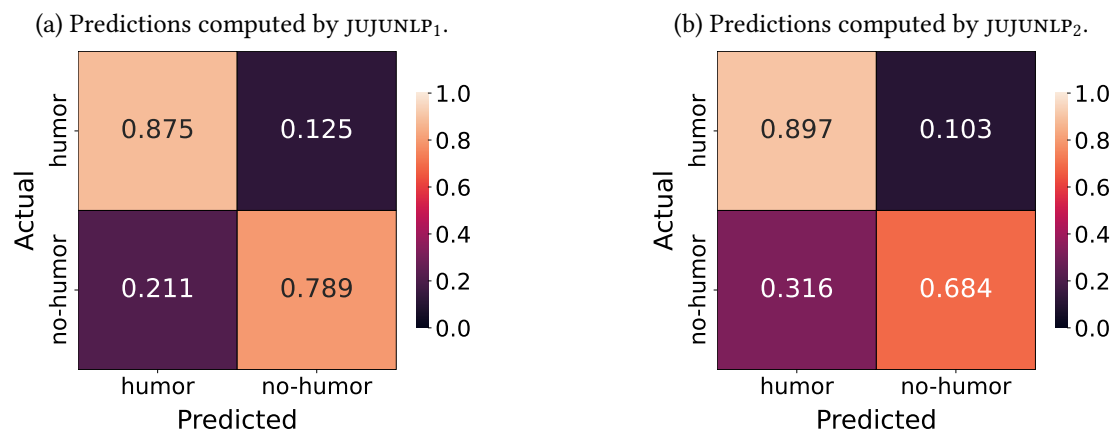 (a) Predictions computed by JUJUNLP₁.
Actual
humor
no-humor
0.875 0.125
0.211 0.789
humor no-humor
Predicted
1.0
0.8
0.6
0.4
0.2
0.0
(b) Predictions computed by JUJUNLP₂.
Actual
humor
no-humor
0.897 0.103
0.316 0.684
humor no-humor
Predicted
1.0
0.8
0.6
0.4
0.2
0.0